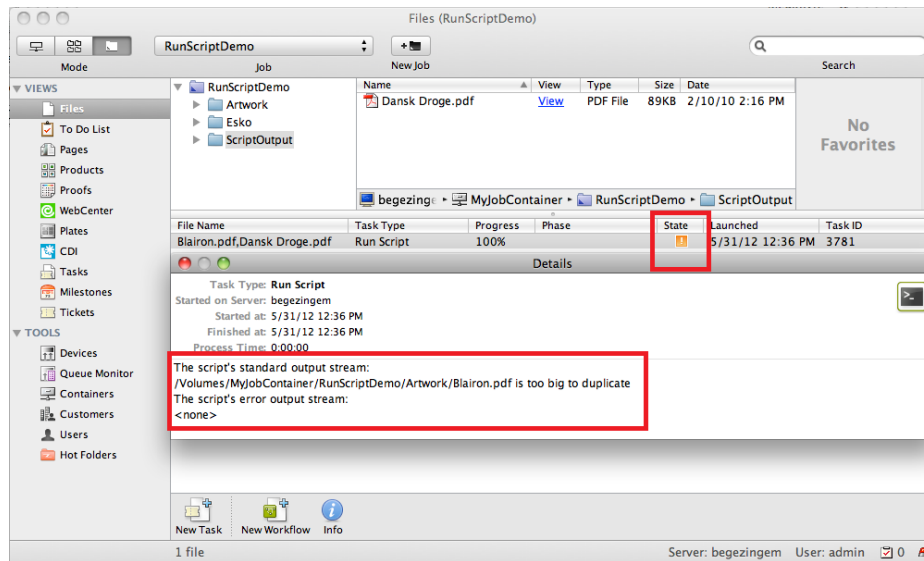 Files (RunScriptDemo)
RunScriptDemo
Mode
Job
New Job
Search
VIEWS
Files
To Do List
Pages
Products
Proofs
WebCenter
Plates
CDI
Tasks
Milestones
Tickets
TOOLS
Devices
Queue Monitor
Containers
Customers
Users
Hot Folders
RunScriptDemo
Artwork
Esko
ScriptOutput
Name View Type Size Date
Dansk Droge.pdf View PDF File 89KB 2/10/10 2:16 PM
No
Favorites
begezinge MyJobContainer RunScriptDemo ScriptOutput
File Name Task Type Progress Phase State Launched Task ID
Blairon.pdf,Dansk Droge.pdf Run Script 100% 5/31/12 12:36 PM 3781
Details
Task Type: Run Script
Started on Server: begezingem
Started at: 5/31/12 12:36 PM
Finished at: 5/31/12 12:36 PM
Process Time: 0:00:00
The script's standard output stream:
/Volumes/MyJobContainer/RunScriptDemo/Artwork/Blairon.pdf is too big to duplicate
The script's error output stream:
<none>
New Task
New Workflow
Info
1 file
Server: begezingem User: admin 0